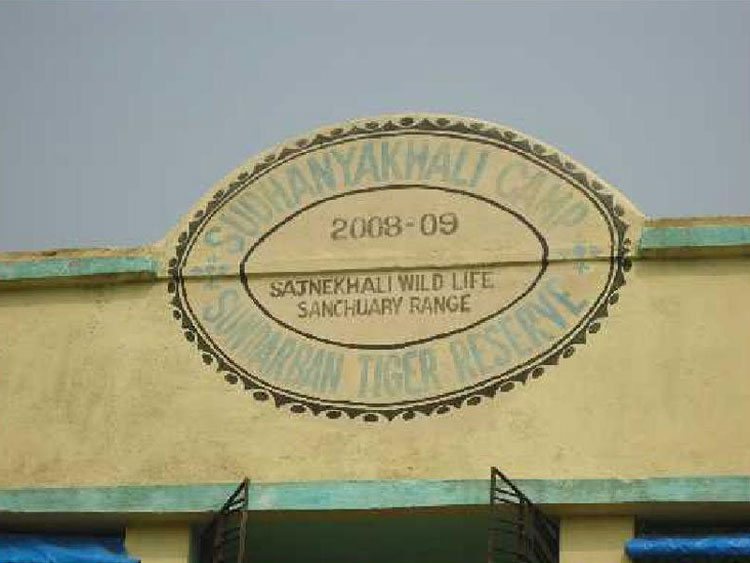 SUDHANYAKHALI CAMP
2008-09
SAJNEKHALI WILD LIFE
SANCHUARY RANGE
SUNDARBAN TIGER RESERVE